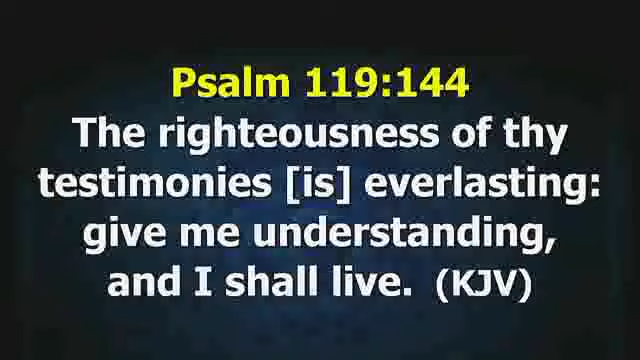 Psalm 119:144
The righteousness of thy
testimonies [is] everlasting:
give me understanding,
and I shall live. (KJV)